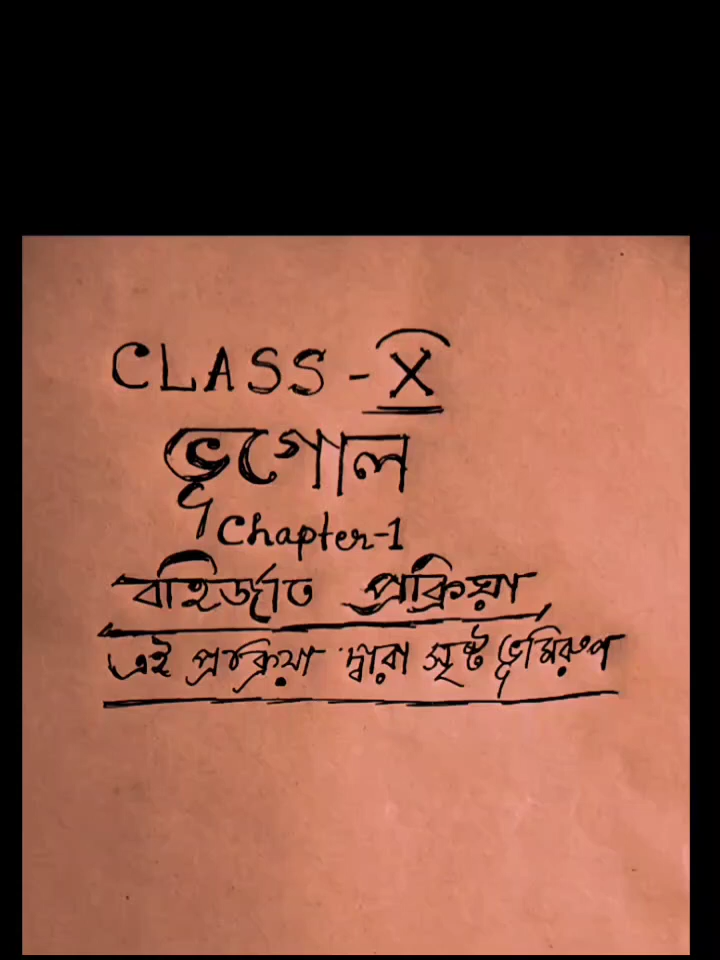 CLASS - X
ভূগোল
Chapter-1
বহির্জাত প্রক্রিয়া
এই প্রক্রিয়া দ্বারা সৃষ্ট ভূমিরূপ